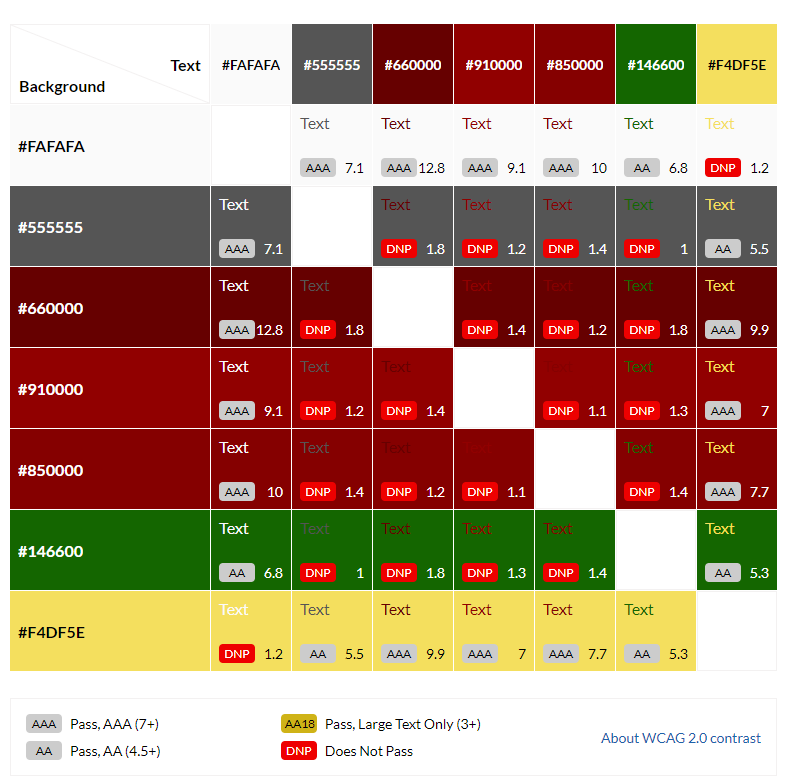 Text #FAFAFA #555555 #660000 #910000 #850000 #146600 #F4DF5E
Background
Text Text Text Text Text Text
#FAFAFA
AAA 7.1 AAA 12.8 AAA 9.1 AAA 10 AA 6.8 DNP 1.2
Text Text Text Text Text Text
#555555
AAA 7.1 DNP 1.8 DNP 1.2 DNP 1.4 DNP 1 AA 5.5
Text Text Text Text Text Text
#660000
AAA 12.8 DNP 1.8 DNP 1.4 DNP 1.2 DNP 1.8 AAA 9.9
Text Text Text Text Text Text
#910000
AAA 9.1 DNP 1.2 DNP 1.4 DNP 1.1 DNP 1.3 AAA 7
Text Text Text Text Text Text
#850000
AAA 10 DNP 1.4 DNP 1.2 DNP 1.1 DNP 1.4 AAA 7.7
Text Text Text Text Text Text
#146600
AA 6.8 DNP 1 DNP 1.8 DNP 1.3 DNP 1.4 AA 5.3
Text Text Text Text Text Text
#F4DF5E
DNP 1.2 AA 5.5 AAA 9.9 AAA 7 AAA 7.7 AA 5.3
AAA Pass, AAA (7+) AA18 Pass, Large Text Only (3+)
About WCAG 2.0 contrast
AA Pass, AA (4.5+) DNP Does Not Pass